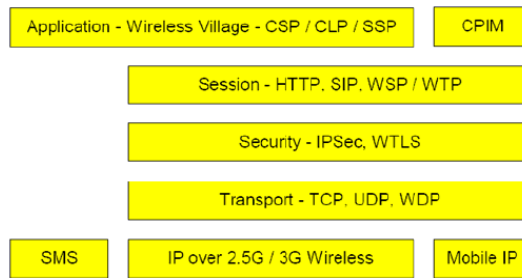 Application - Wireless Village - CSP / CLP / SSP
CPIM
Session - HTTP, SIP, WSP / WTP
Security - IPSec, WTLS
Transport - TCP, UDP, WDP
SMS
IP over 2.5G / 3G Wireless
Mobile IP